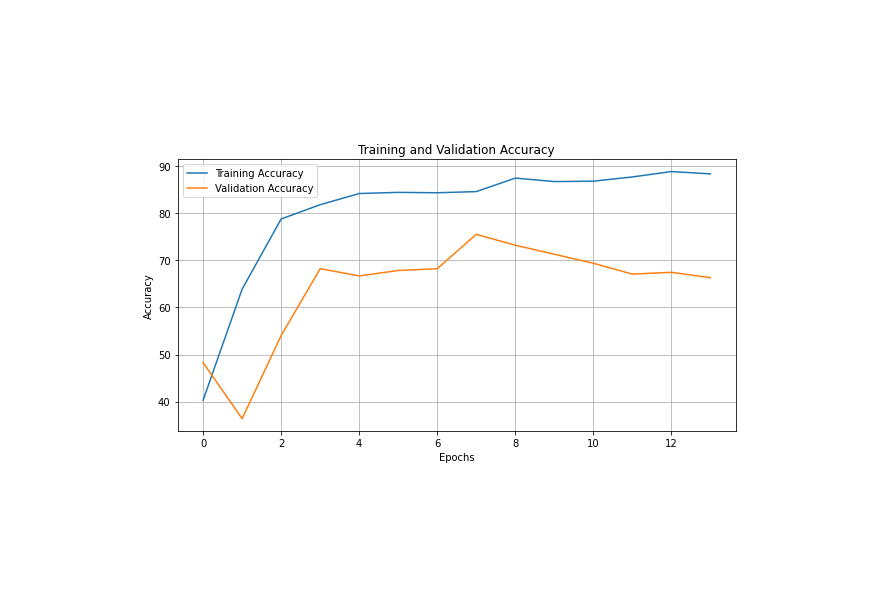 Training and Validation Accuracy
Training Accuracy
Validation Accuracy
90
80
70
60
50
40
Accuracy
0 2 4 6 8 10 12
Epochs